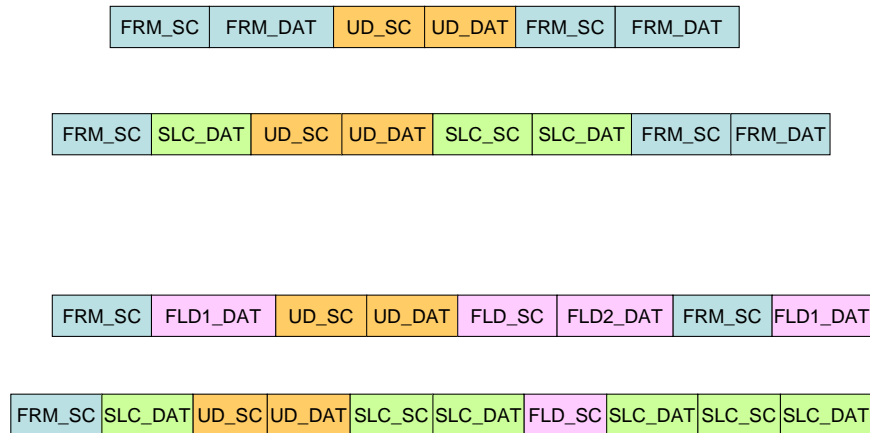 FRM_SC FRM_DAT UD_SC UD_DAT FRM_SC FRM_DAT
FRM_SC SLC_DAT UD_SC UD_DAT SLC_SC SLC_DAT FRM_SC FRM_DAT
FRM_SC FLD1_DAT UD_SC UD_DAT FLD_SC FLD2_DAT FRM_SC FLD1_DAT
FRM_SC SLC_DAT UD_SC UD_DAT SLC_SC SLC_DAT FLD_SC SLC_DAT SLC_SC SLC_DAT